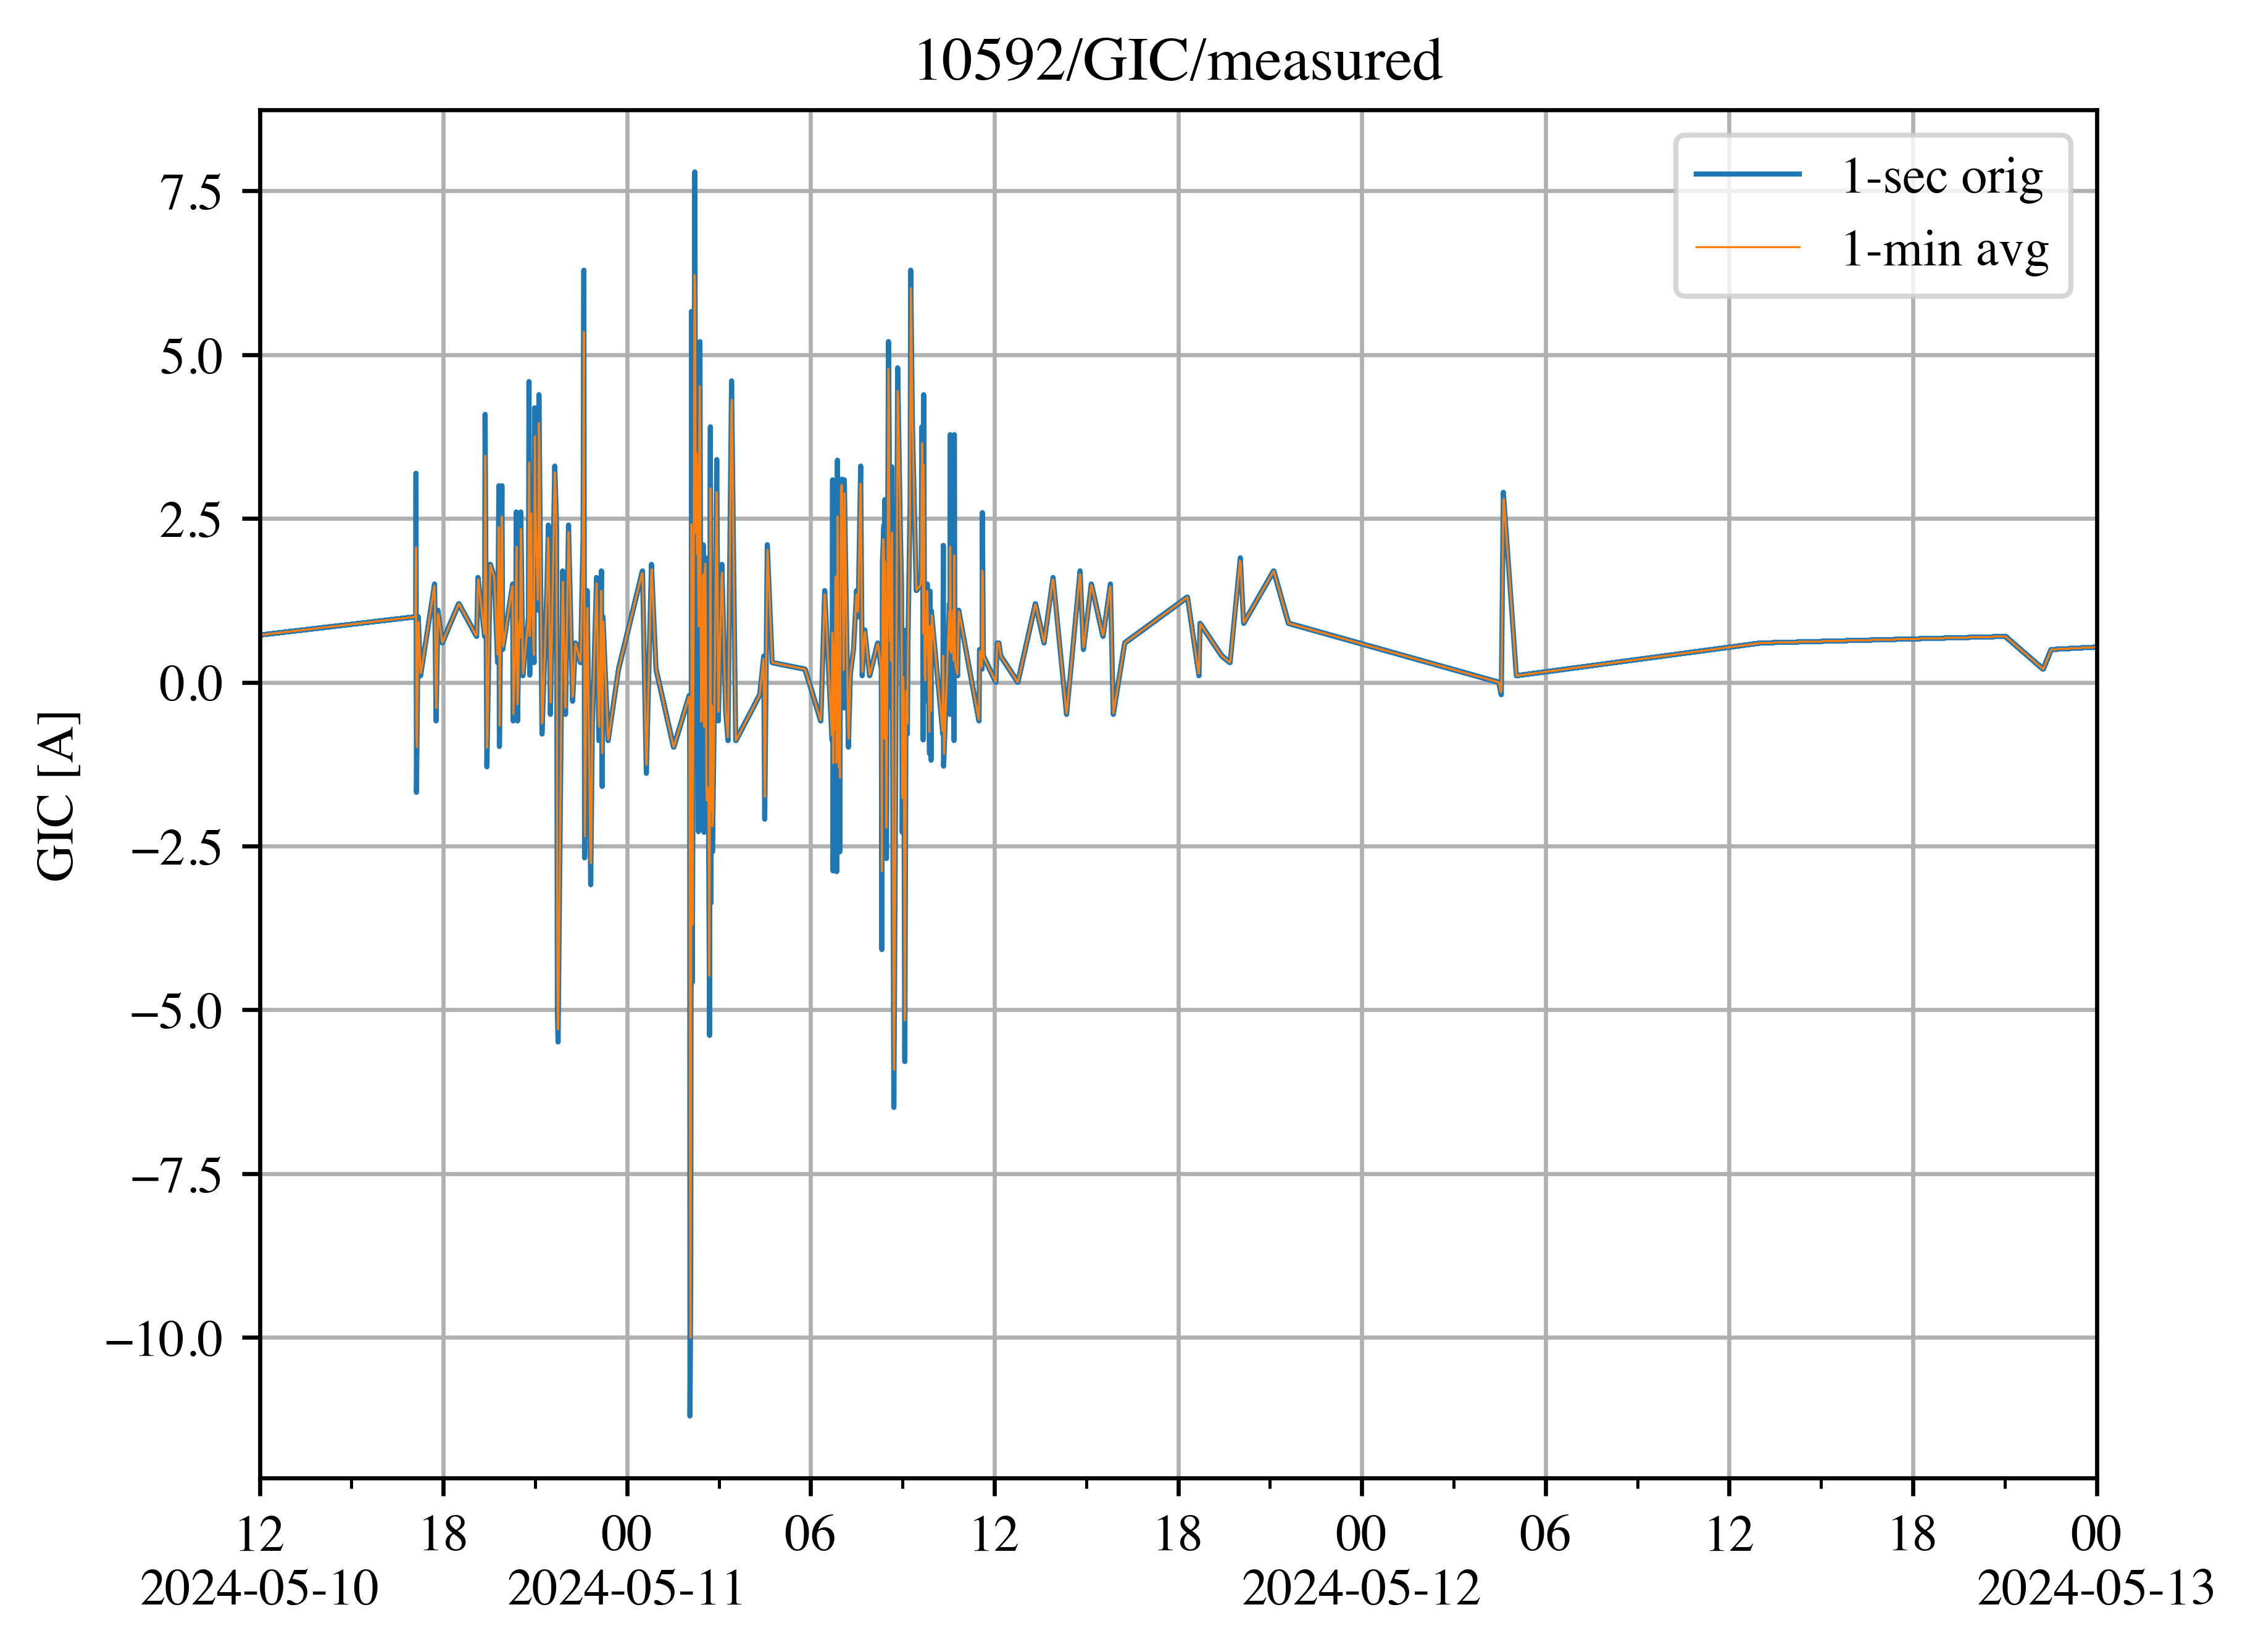 10592/GIC/measured
1-sec orig
1-min avg
7.5
5.0
2.5
0.0
−2.5
−5.0
−7.5
−10.0
GIC [A]
12 18 00 06 12 18 00 06 12 18 00
2024-05-10 2024-05-11 2024-05-12 2024-05-13